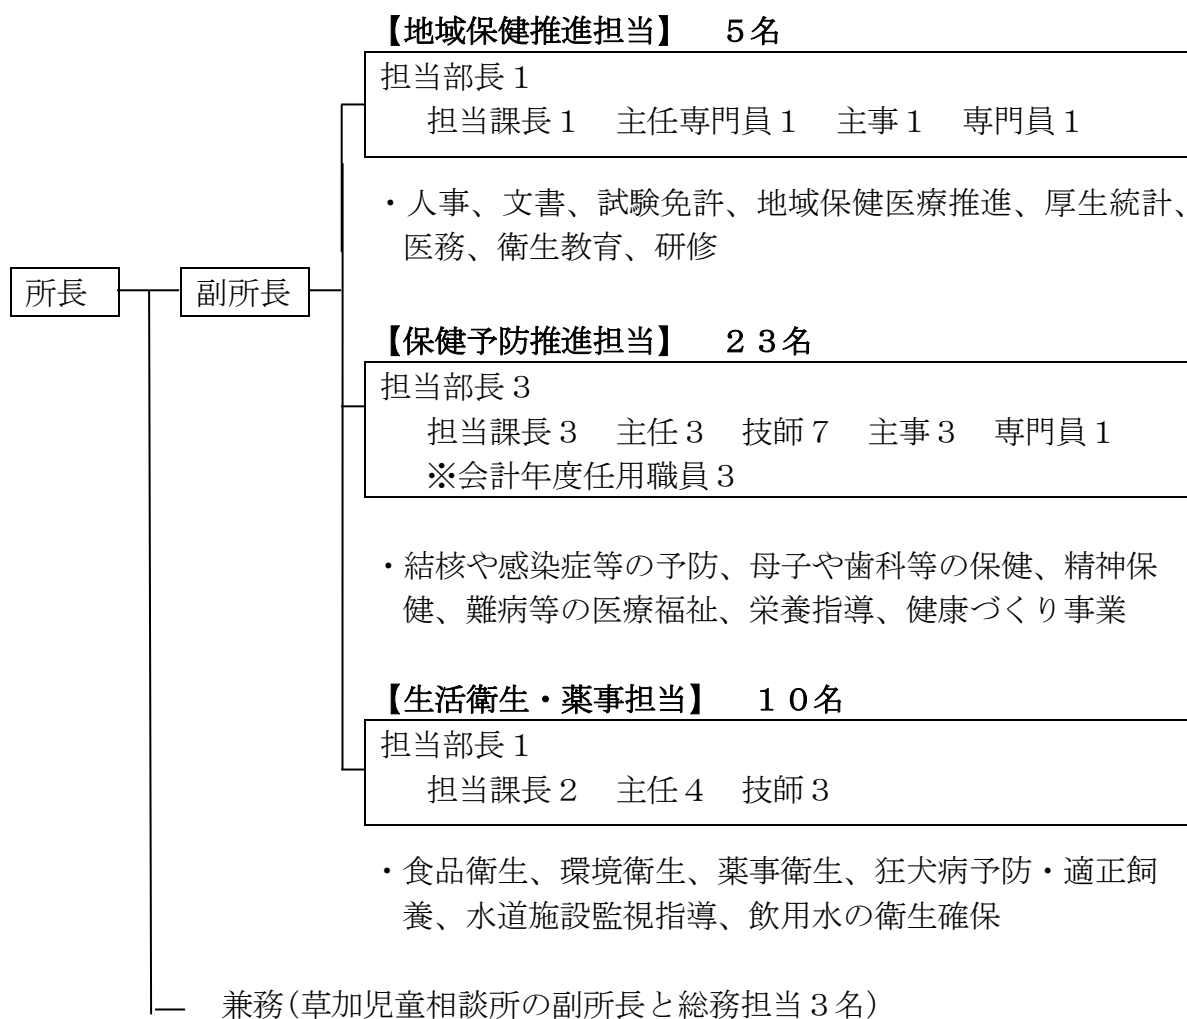 【地域保健推進担当】　５名
担当部長１
担当課長１　主任専門員１　主事１　専門員１
・人事、文書、試験免許、地域保健医療推進、厚生統計、
医務、衛生教育、研修
所長
副所長
【保健予防推進担当】　２３名
担当部長３
担当課長３　主任３　技師７　主事３　専門員１
※会計年度任用職員３
・結核や感染症等の予防、母子や歯科等の保健、精神保
健、難病等の医療福祉、栄養指導、健康づくり事業
【生活衛生・薬事担当】　１０名
担当部長１
担当課長２　主任４　技師３
・食品衛生、環境衛生、薬事衛生、狂犬病予防・適正飼
養、水道施設監視指導、飲用水の衛生確保
兼務（草加児童相談所の副所長と総務担当３名）